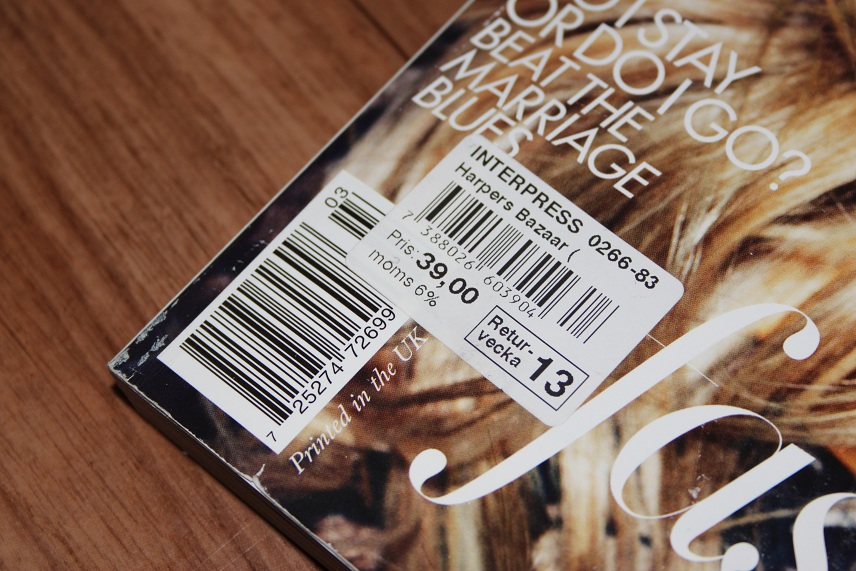 OR DO I GO?
BEAT THE
MARRIAGE
BLUES
INTERPRESS 0266-83
Harpers Bazaar (
7 388026 603904
Pris: 39,00
moms 6%
Retur-
vecka 13
03
7 25274 72699
Printed in the UK
fas